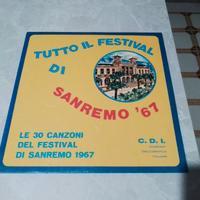 TUTTO IL FESTIVAL
DI
SANREMO '67
LE 30 CANZONI
DEL FESTIVAL
DI SANREMO 1967
C. D. I.